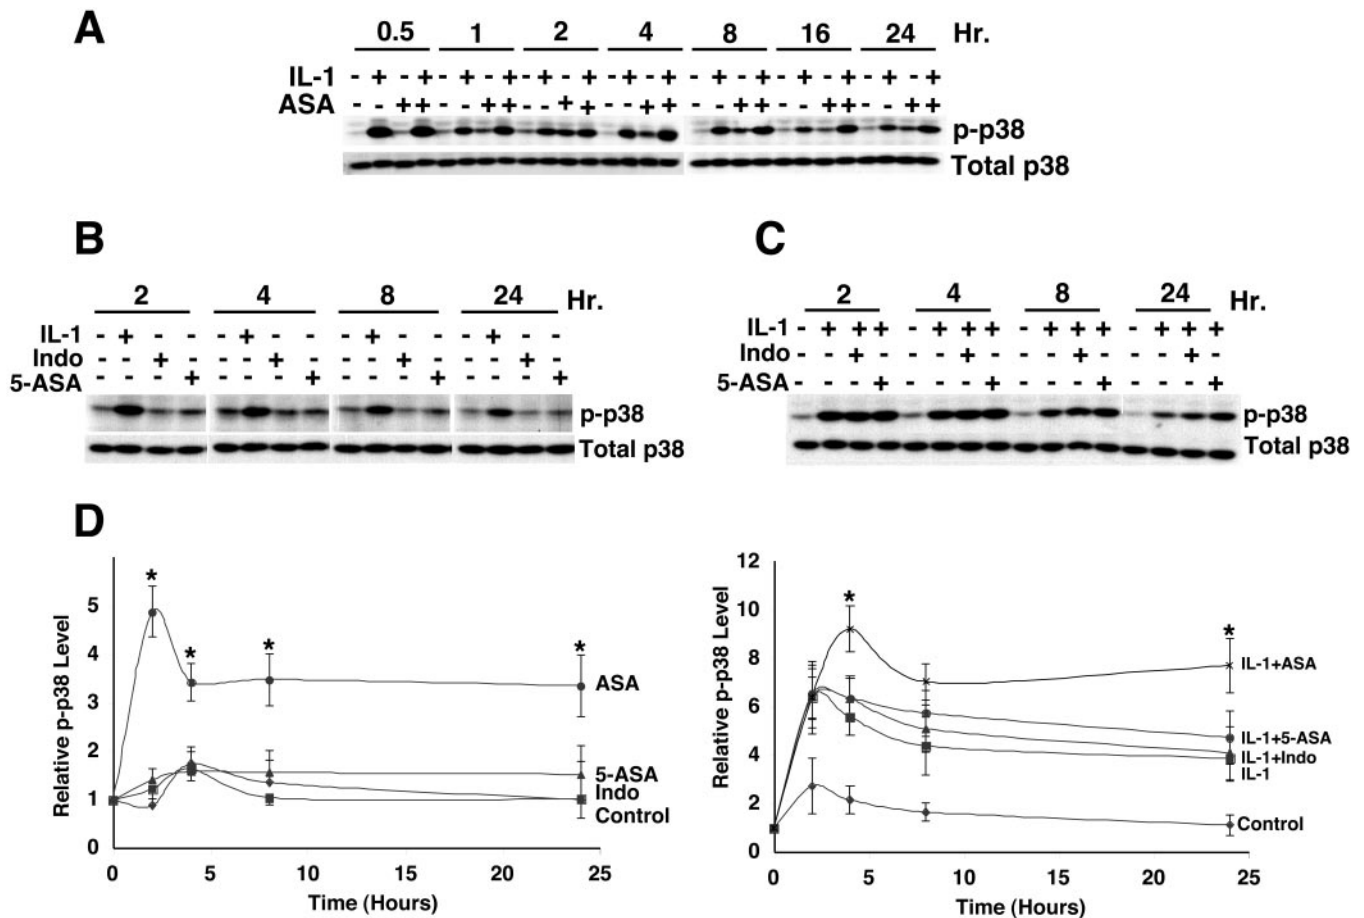 A
0.5 1 2 4 8 16 24 Hr.
IL-1 - + - + - + - + - + - + - + - + - + - + - + - + - + - +
ASA - - + + - - + + - - + + - - + + - - + + - - + + - - + +
p-p38
Total p38
B
2 4 8 24 Hr.
IL-1 - + - - - + - - - + - - - + - -
Indo - - + - - - + - - - + - - - + -
5-ASA - - - + - - - + - - - + - - - +
p-p38
Total p38
C
2 4 8 24 Hr.
IL-1 - + + + - + + + - + + + - + + +
Indo - - + - - - + - - - + - - - + -
5-ASA - - - + - - - + - - - + - - - +
p-p38
Total p38
D
Relative p-p38 Level
5
4
3
2
1
0
* * * *
ASA
5-ASA
Indo
Control
0 5 10 15 20 25
Time (Hours)
Relative p-p38 Level
12
10
8
6
4
2
0
* *
IL-1+ASA
IL-1+5-ASA
IL-1+Indo
IL-1
Control
0 5 10 15 20 25
Time (Hours)